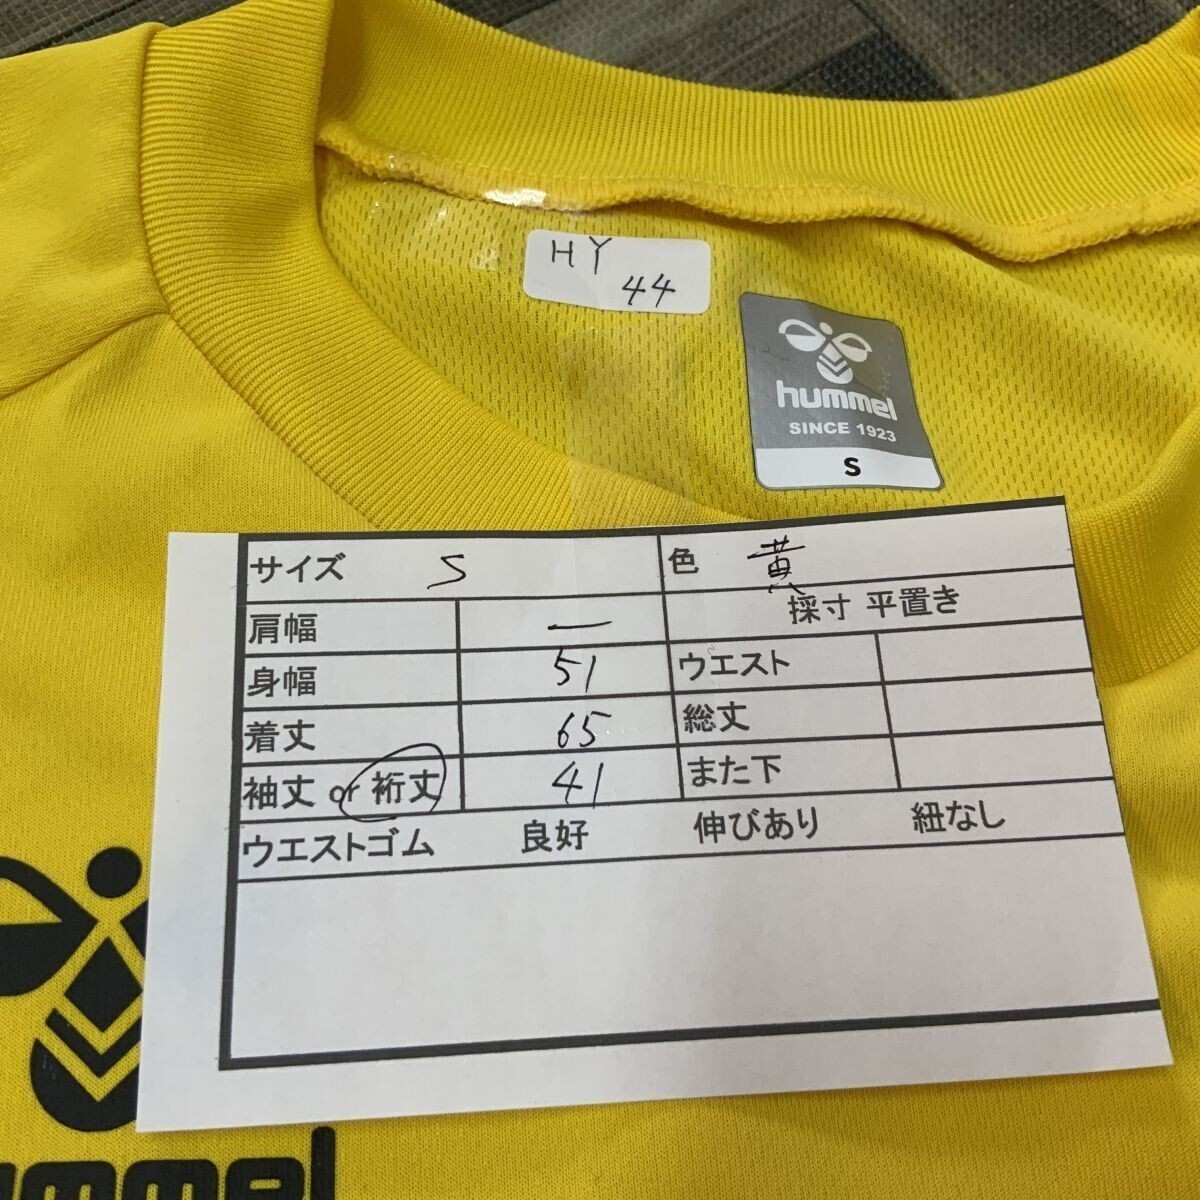 HY
44
hummel
SINCE 1923
S
サイズ S 色 黄
肩幅 — 採寸 平置き
身幅 51 ウエスト
着丈 65 総丈
袖丈 or 裄丈 41 また下
ウエストゴム 良好 伸びあり 紐なし
ummel